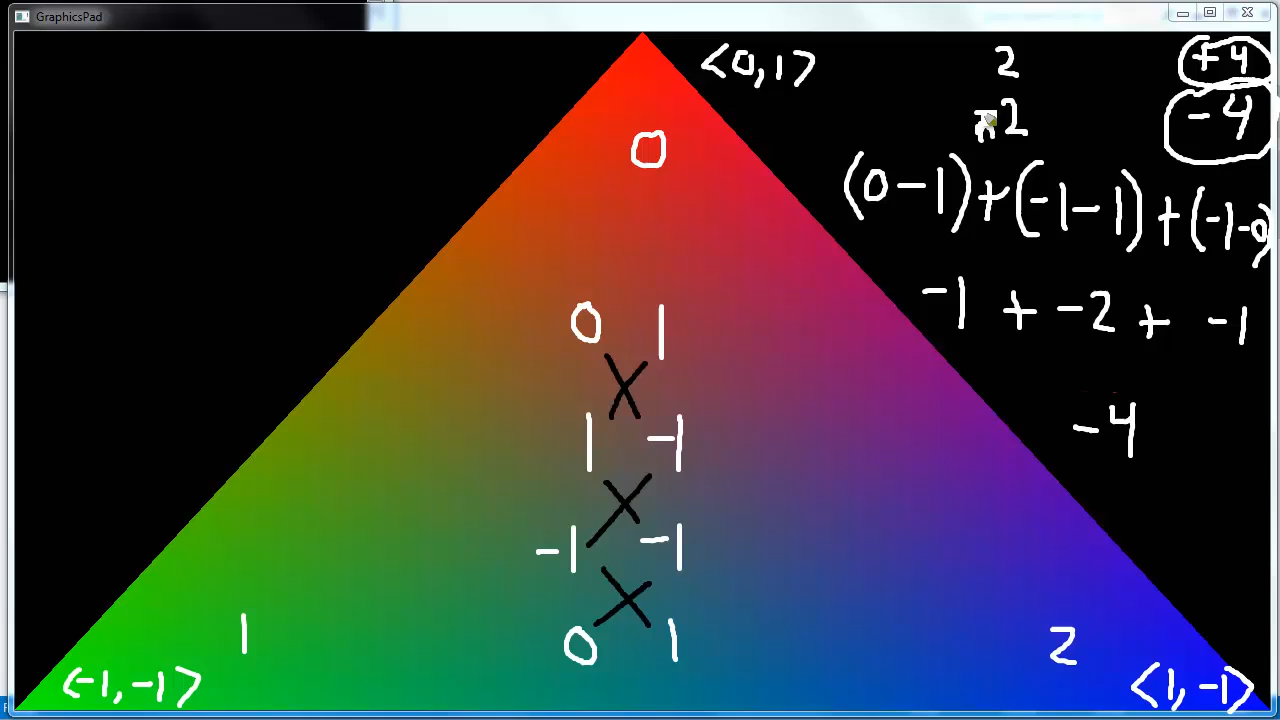 GraphicsPad
<0, 1> 2 +4
2 -4
0
(0-1)+(-1-1)+(-1-0)
-1 + -2 + -1
0 1
1 -1
-4
-1 -1
1 0 1 2
<-1, -1> <1, -1>